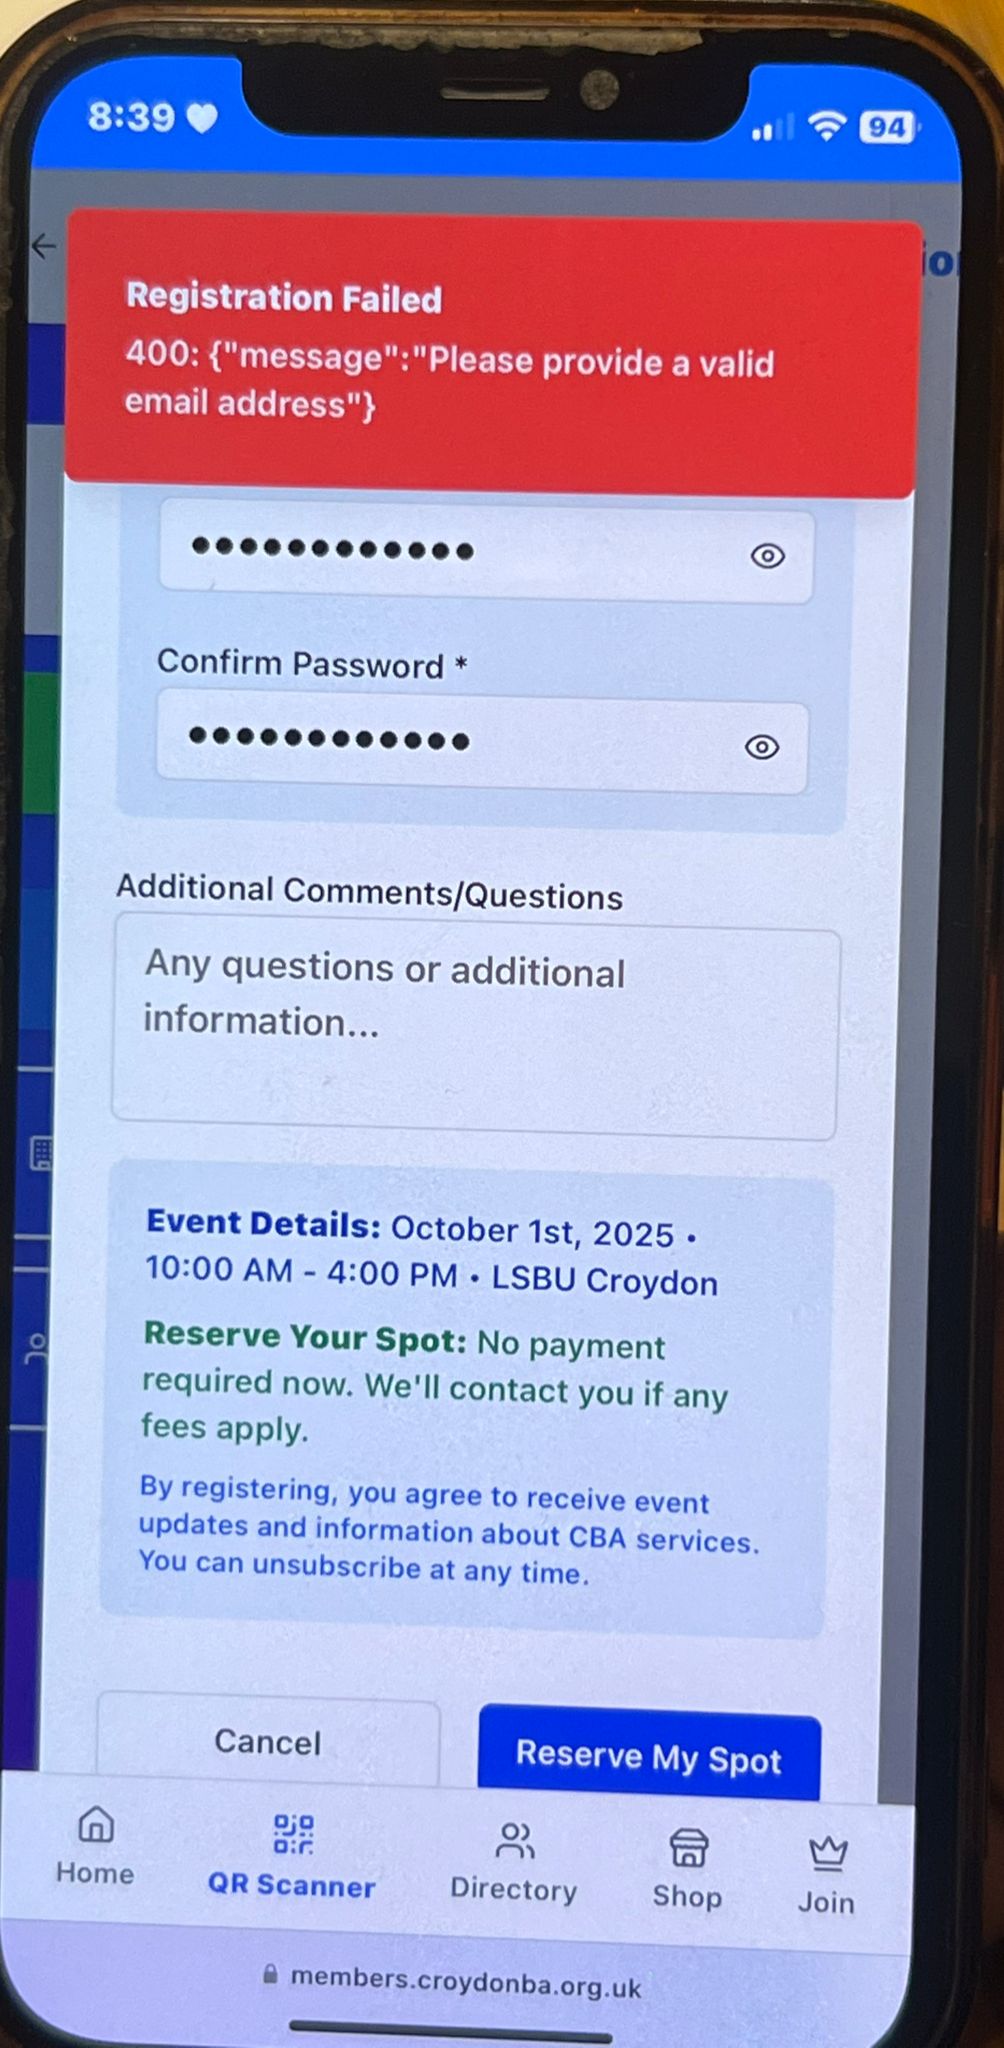 8:39
94
Registration Failed
400: {"message":"Please provide a valid
email address"}
••••••••••••
Confirm Password *
••••••••••••
Additional Comments/Questions
Any questions or additional
information...
Event Details: October 1st, 2025 •
10:00 AM - 4:00 PM • LSBU Croydon
Reserve Your Spot: No payment
required now. We'll contact you if any
fees apply.
By registering, you agree to receive event
updates and information about CBA services.
You can unsubscribe at any time.
Cancel
Reserve My Spot
Home
QR Scanner
Directory
Shop
Join
members.croydonba.org.uk